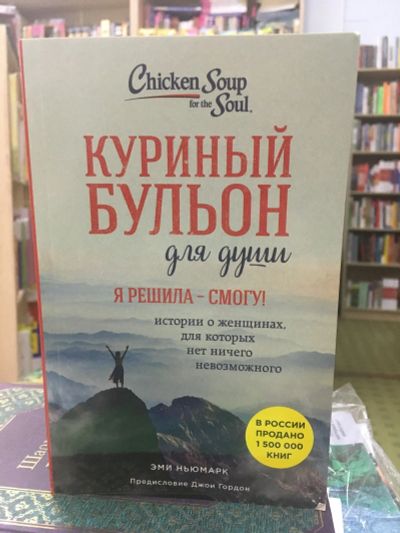 Chicken Soup
for the
Soul
КУРИНЫЙ
БУЛЬОН
для души
Я РЕШИЛА – СМОГУ!
истории о женщинах,
для которых
нет ничего
невозможного
В РОССИИ
ПРОДАНО
1 500 000
КНИГ
ЭМИ НЬЮМАРК
Предисловие Джои Гордон